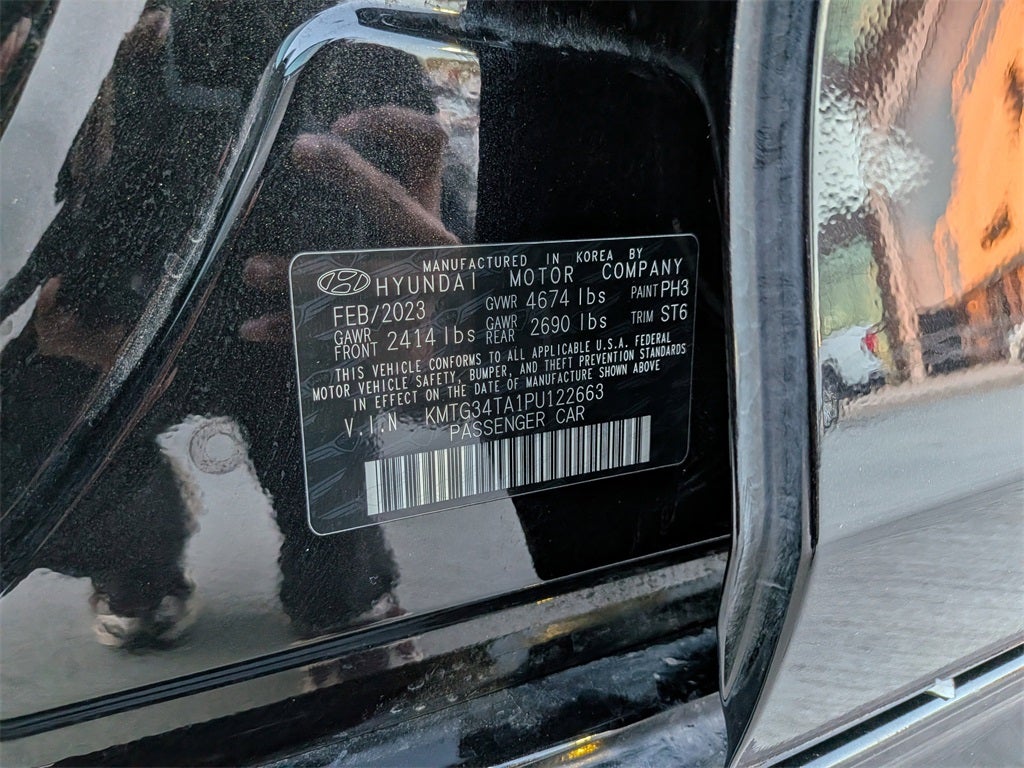 MANUFACTURED IN KOREA BY
HYUNDAI MOTOR COMPANY
FEB/2023 GVWR 4674 lbs PAINT PH3
GAWR FRONT 2414 lbs GAWR REAR 2690 lbs TRIM ST6
THIS VEHICLE CONFORMS TO ALL APPLICABLE U.S.A. FEDERAL
MOTOR VEHICLE SAFETY, BUMPER, AND THEFT PREVENTION STANDARDS
IN EFFECT ON THE DATE OF MANUFACTURE SHOWN ABOVE
V.I.N KMTG34TA1PU122663
PASSENGER CAR